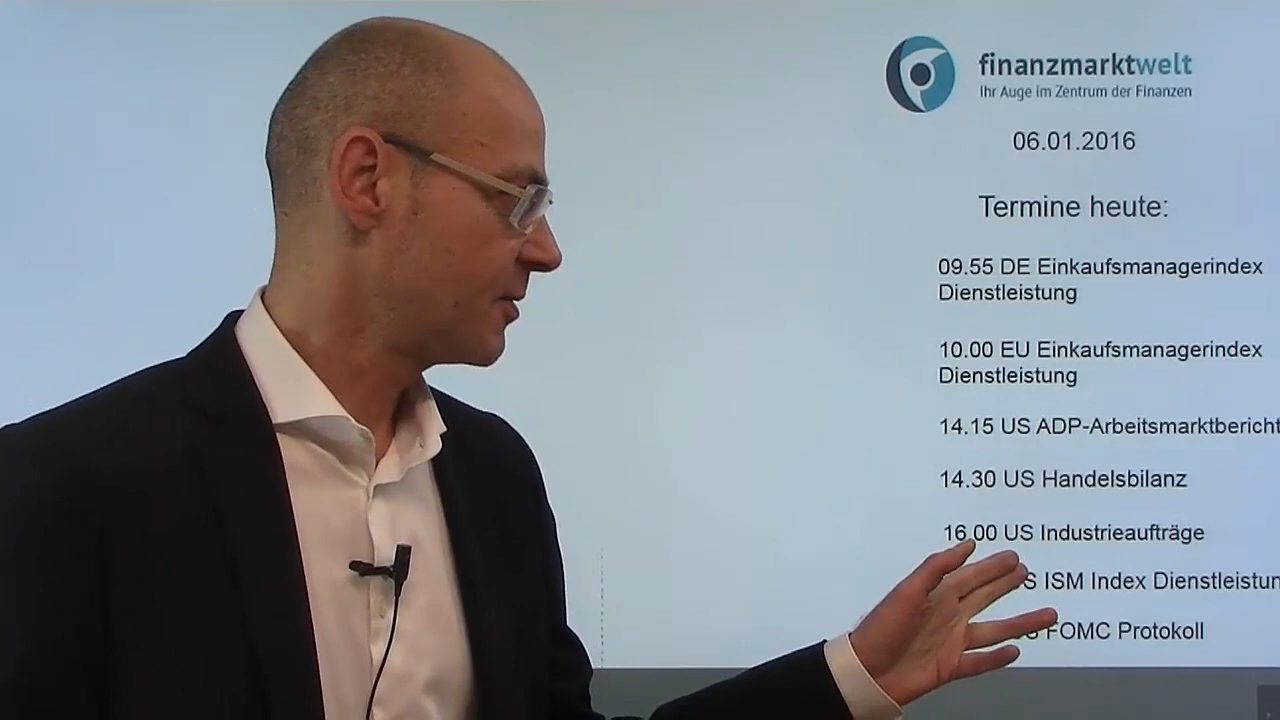 finanzmarktwelt
Ihr Auge im Zentrum der Finanzen
06.01.2016
Termine heute:
09.55 DE Einkaufsmanagerindex
Dienstleistung
10.00 EU Einkaufsmanagerindex
Dienstleistung
14.15 US ADP-Arbeitsmarktbericht
14.30 US Handelsbilanz
16.00 US Industrieaufträge
ISM Index Dienstleistun
FOMC Protokoll